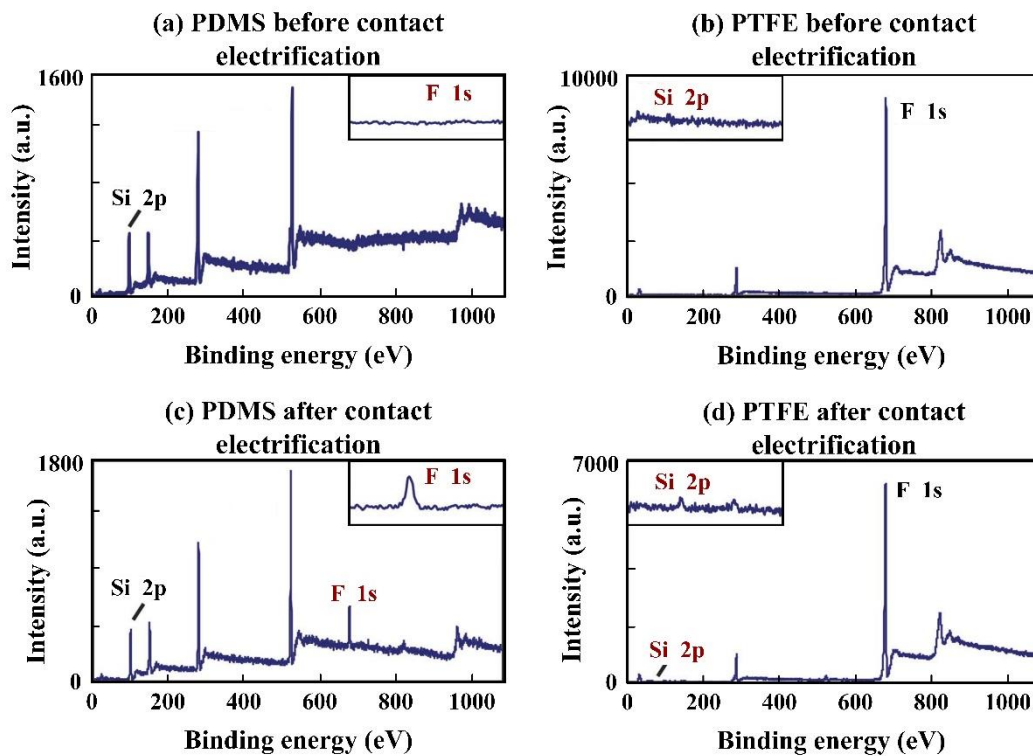 (a) PDMS before contact
electrification
1600
0
Intensity (a.u.)
Si 2p
F 1s
0 200 400 600 800 1000
Binding energy (eV)
(b) PTFE before contact
electrification
10000
0
Intensity (a.u.)
Si 2p
F 1s
0 200 400 600 800 1000
Binding energy (eV)
(c) PDMS after contact
electrification
1800
0
Intensity (a.u.)
Si 2p
F 1s
F 1s
0 200 400 600 800 1000
Binding energy (eV)
(d) PTFE after contact
electrification
7000
0
Intensity (a.u.)
Si 2p
F 1s
Si 2p
0 200 400 600 800 1000
Binding energy (eV)